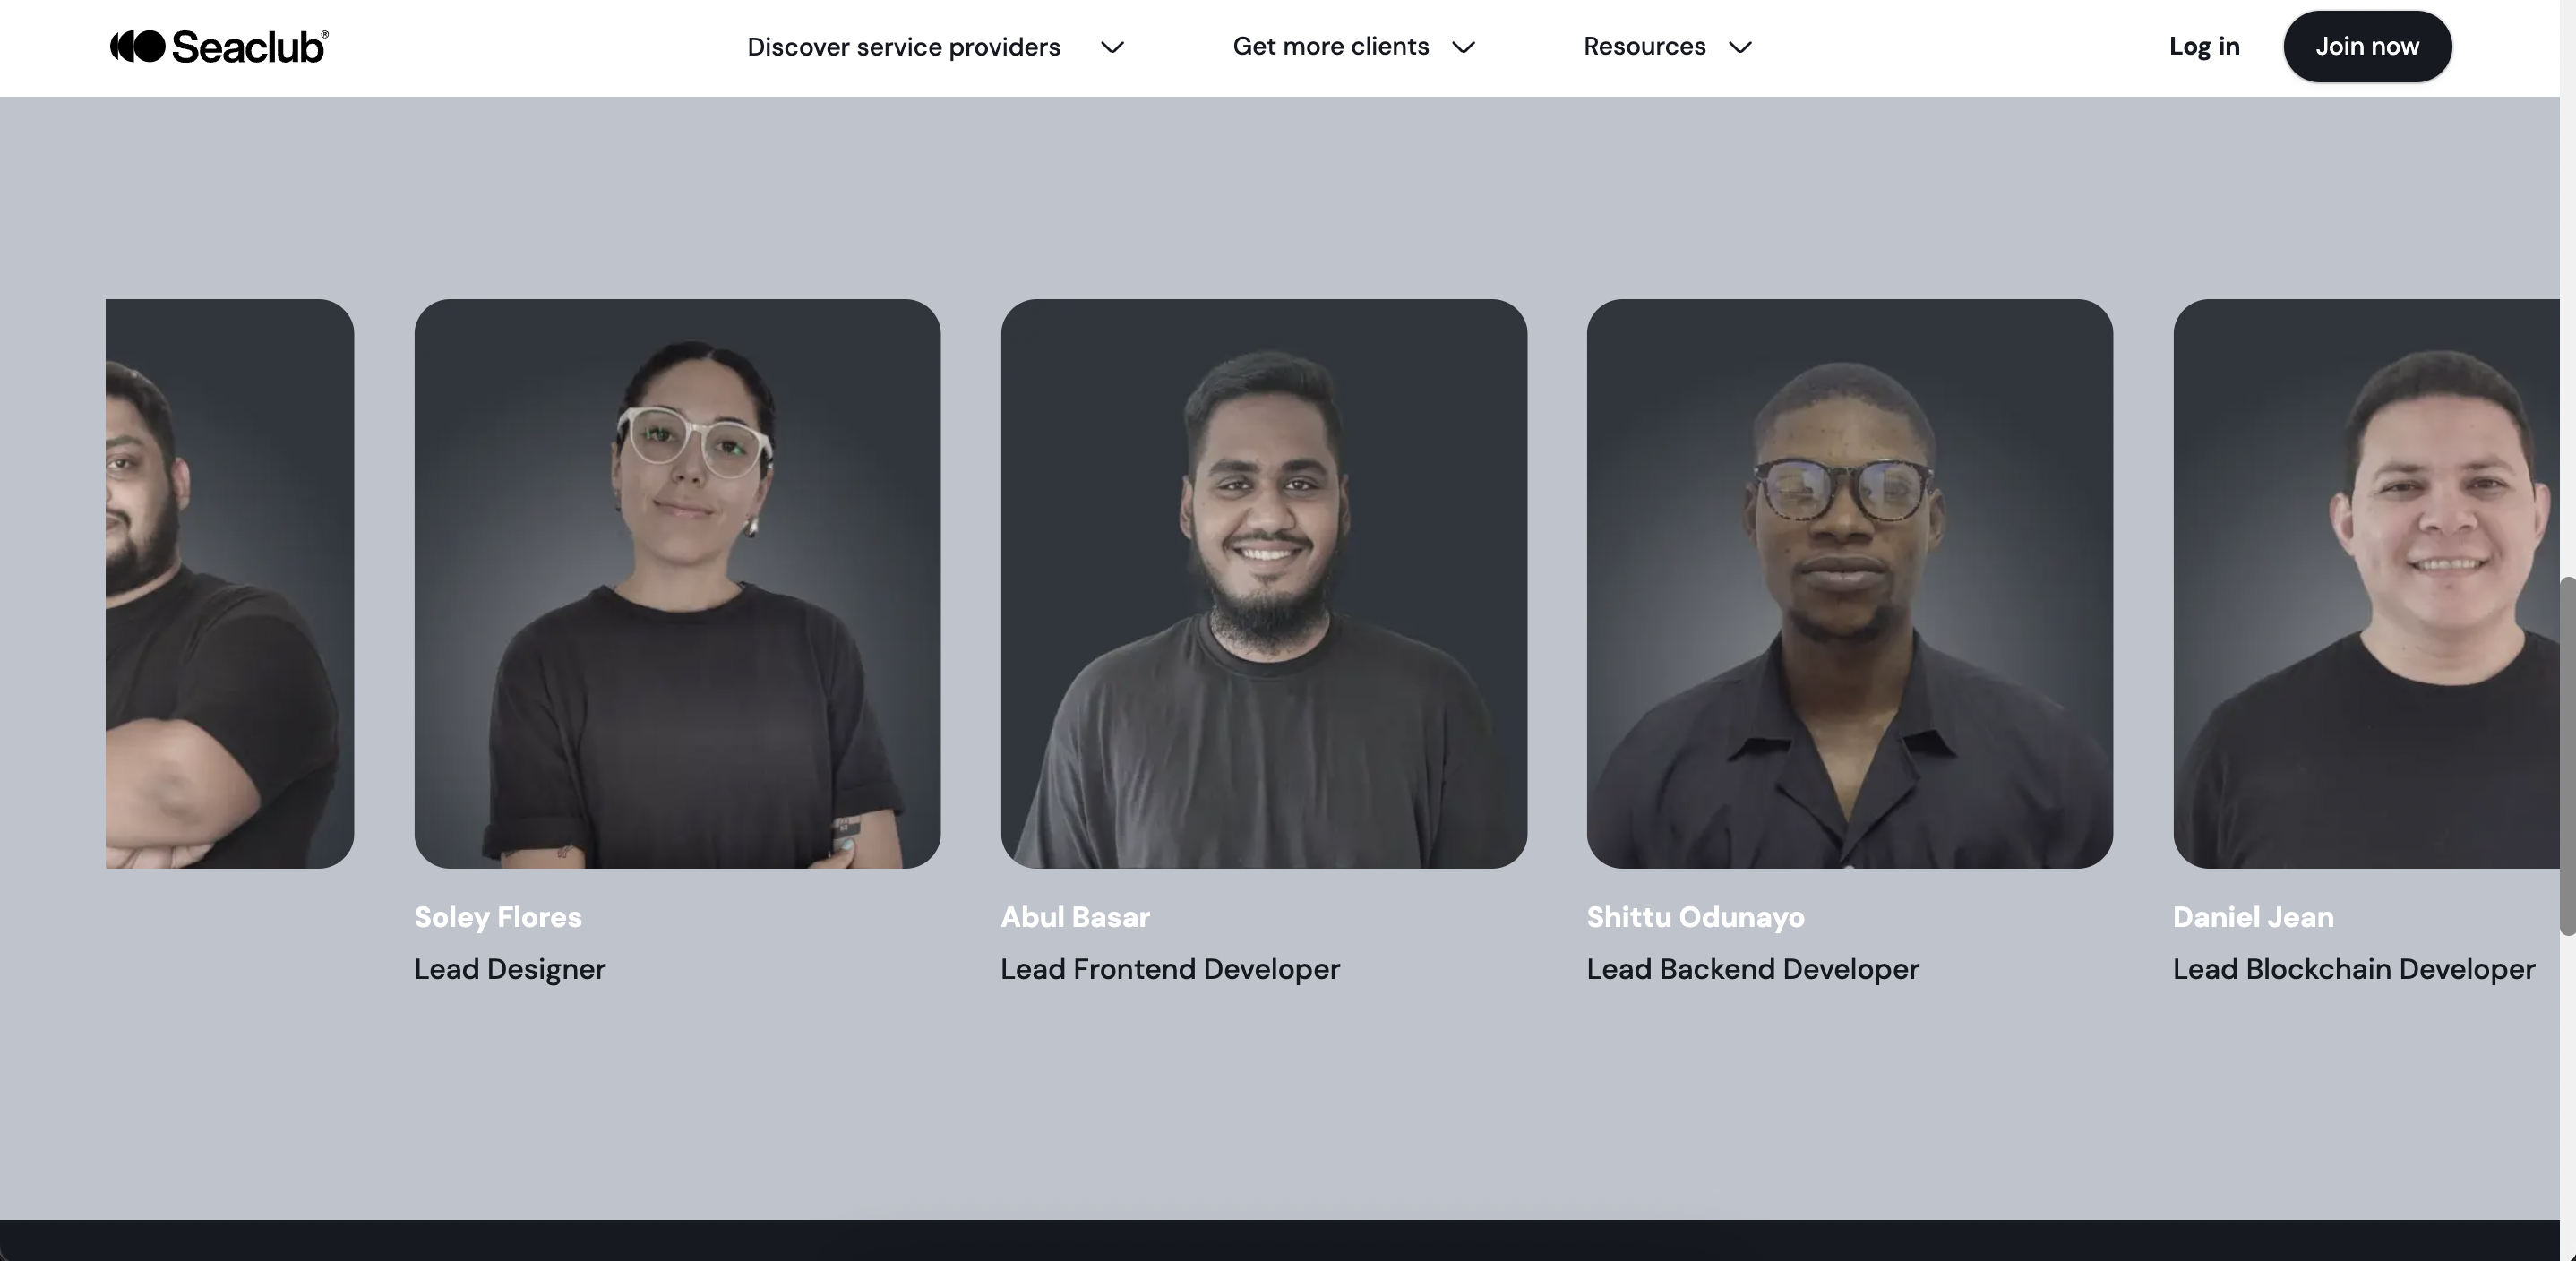 Seaclub®
Discover service providers
Get more clients
Resources
Log in
Join now
Soley Flores
Lead Designer
Abul Basar
Lead Frontend Developer
Shittu Odunayo
Lead Backend Developer
Daniel Jean
Lead Blockchain Developer